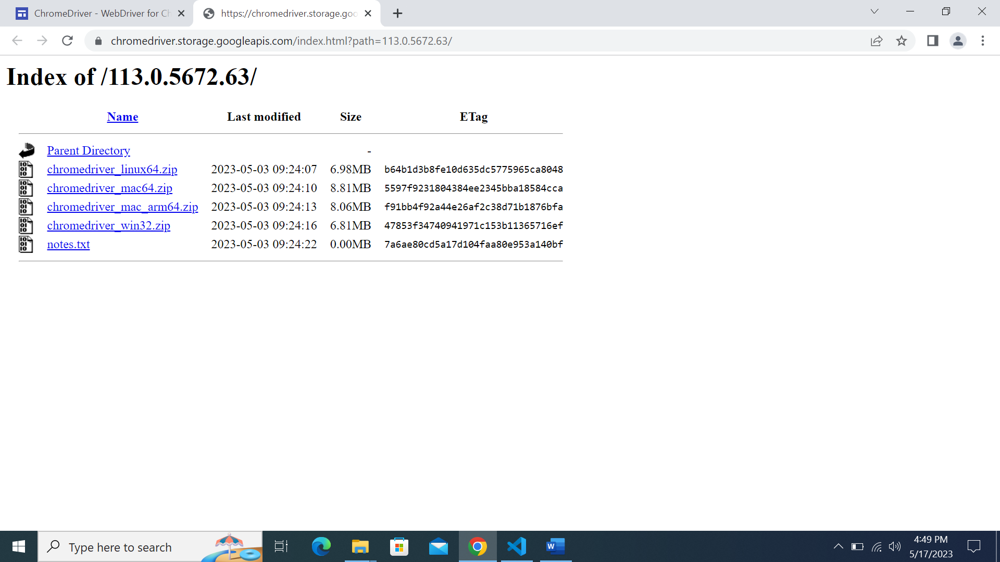 ChromeDriver - WebDriver for Ch
https://chromedriver.storage.goo
chromedriver.storage.googleapis.com/index.html?path=113.0.5672.63/
Index of /113.0.5672.63/
Name Last modified Size ETag
Parent Directory -
chromedriver_linux64.zip 2023-05-03 09:24:07 6.98MB b64b1d3b8fe10d635dc5775965ca8048
chromedriver_mac64.zip 2023-05-03 09:24:10 8.81MB 5597f9231804384ee2345bba18584cca
chromedriver_mac_arm64.zip 2023-05-03 09:24:13 8.06MB f91bb4f92a44e26af2c38d71b1876bfa
chromedriver_win32.zip 2023-05-03 09:24:16 6.81MB 47853f34740941971c153b11365716ef
notes.txt 2023-05-03 09:24:22 0.00MB 7a6ae80cd5a17d104faa80e953a140bf
Type here to search
4:49 PM
5/17/2023